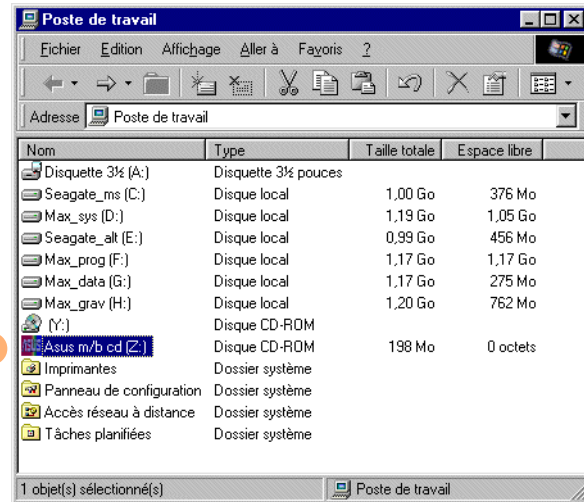 Poste de travail
Fichier Edition Affichage Aller à Favoris ?
Adresse Poste de travail
Nom Type Taille totale Espace libre
Disquette 3½ (A:) Disquette 3½ pouces
Seagate_ms (C:) Disque local 1,00 Go 376 Mo
Max_sys (D:) Disque local 1,19 Go 1,05 Go
Seagate_alt (E:) Disque local 0,99 Go 456 Mo
Max_prog (F:) Disque local 1,17 Go 1,17 Go
Max_data (G:) Disque local 1,17 Go 275 Mo
Max_grav (H:) Disque local 1,20 Go 762 Mo
(Y:) Disque CD-ROM
Asus m/b cd (Z:) Disque CD-ROM 198 Mo 0 octets
Imprimantes Dossier système
Panneau de configuration Dossier système
Accès réseau à distance Dossier système
Tâches planifiées Dossier système
1 objet(s) sélectionné(s) Poste de travail